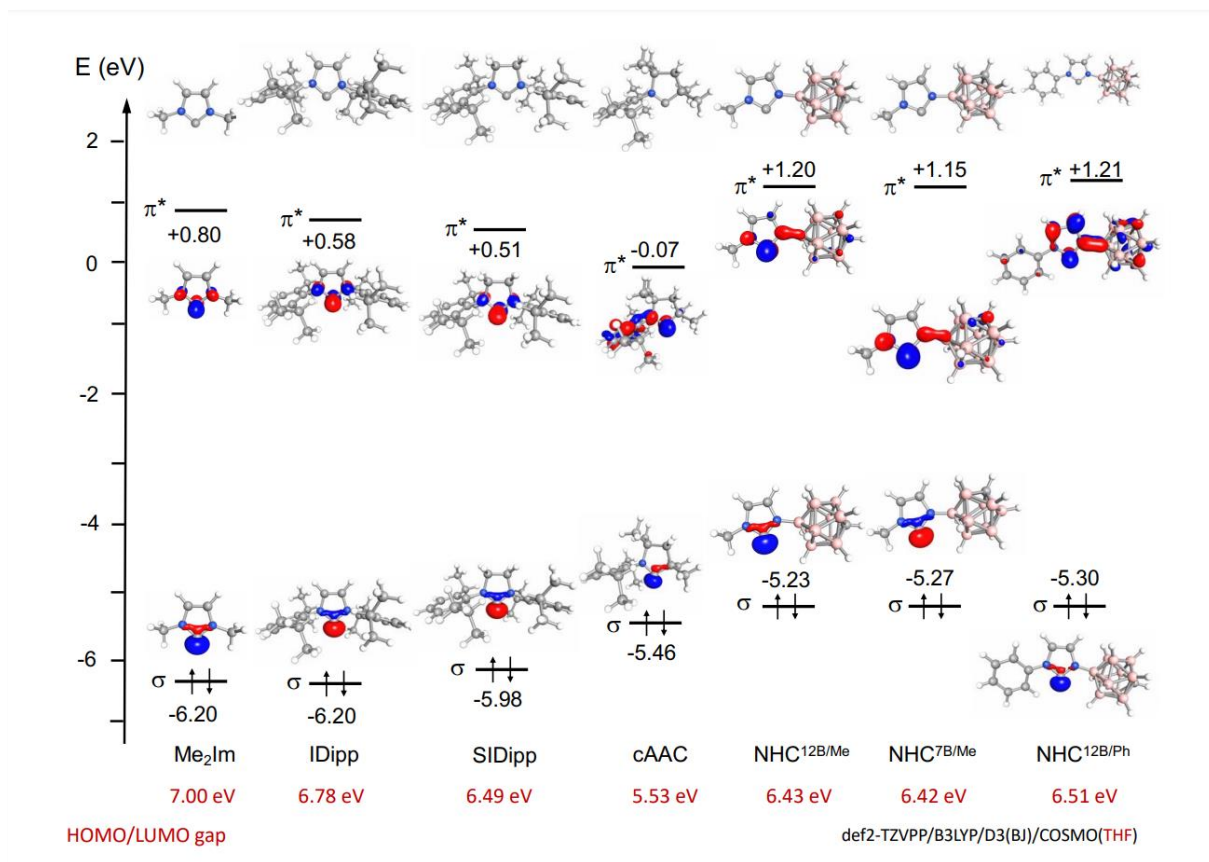 E (eV)
2
0
-2
-4
-6
π* +0.80
π* +0.58
π* +0.51
π* -0.07
π* +1.20
π* +1.15
π* +1.21
σ -6.20
σ -6.20
σ -5.98
σ -5.46
σ -5.23
σ -5.27
σ -5.30
Me₂Im IDipp SIDipp cAAC NHC¹²ᴮ/ᴹᵉ NHC⁷ᴮ/ᴹᵉ NHC¹²ᴮ/ᴾʰ
7.00 eV 6.78 eV 6.49 eV 5.53 eV 6.43 eV 6.42 eV 6.51 eV
HOMO/LUMO gap def2-TZVPP/B3LYP/D3(BJ)/COSMO(THF)